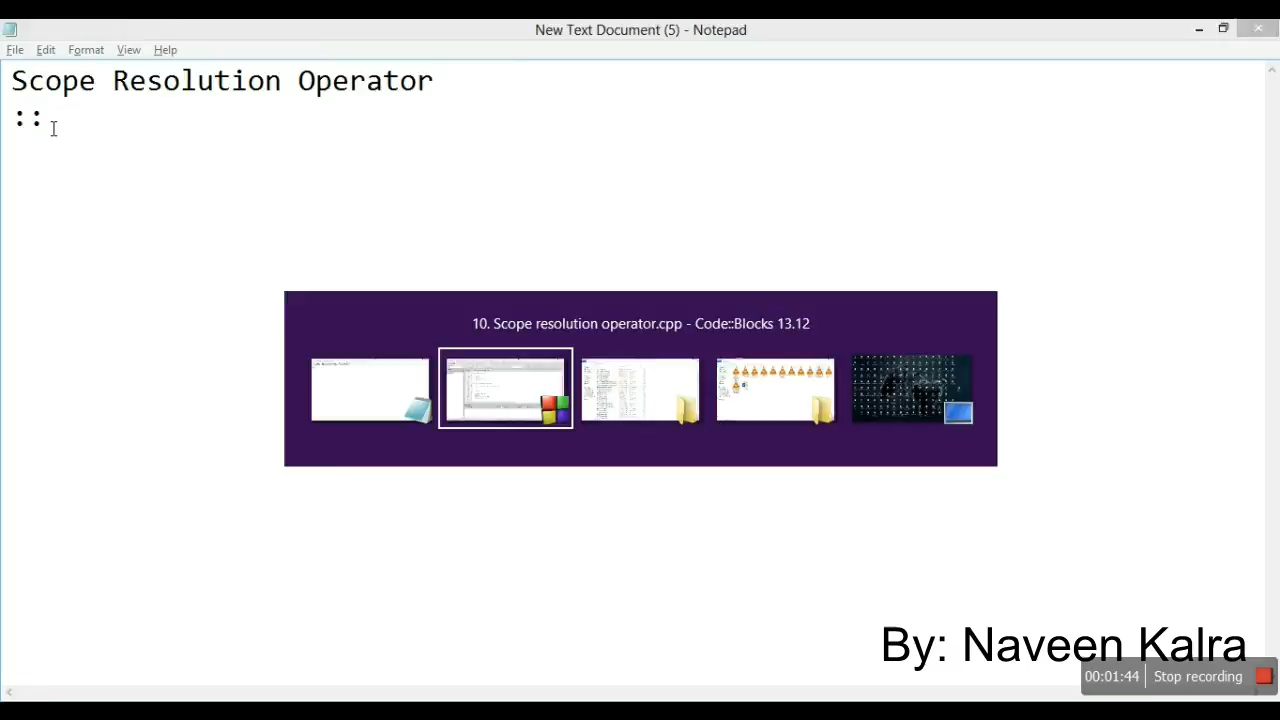 New Text Document (5) - Notepad
File Edit Format View Help
Scope Resolution Operator
::
10. Scope resolution operator.cpp - Code::Blocks 13.12
By: Naveen Kalra
00:01:44 Stop recording